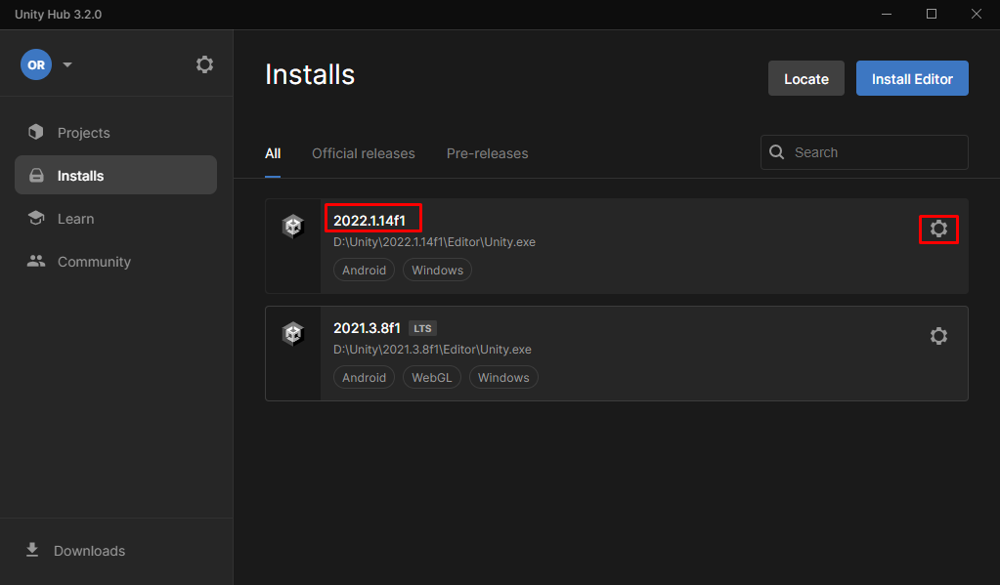 Unity Hub 3.2.0
OR
Projects
Installs
Learn
Community
Downloads
Installs
Locate
Install Editor
All
Official releases
Pre-releases
Search
2022.1.14f1
D:\Unity\2022.1.14f1\Editor\Unity.exe
Android
Windows
2021.3.8f1 LTS
D:\Unity\2021.3.8f1\Editor\Unity.exe
Android
WebGL
Windows